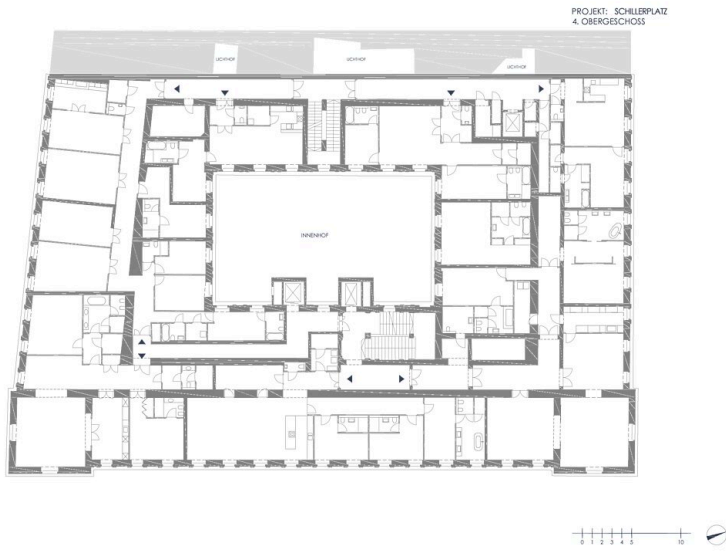 PROJEKT: SCHILLERPLATZ
4. OBERGESCHOSS
LICHTHOF
LICHTHOF
LICHTHOF
INNENHOF
0 1 2 3 4 5 10